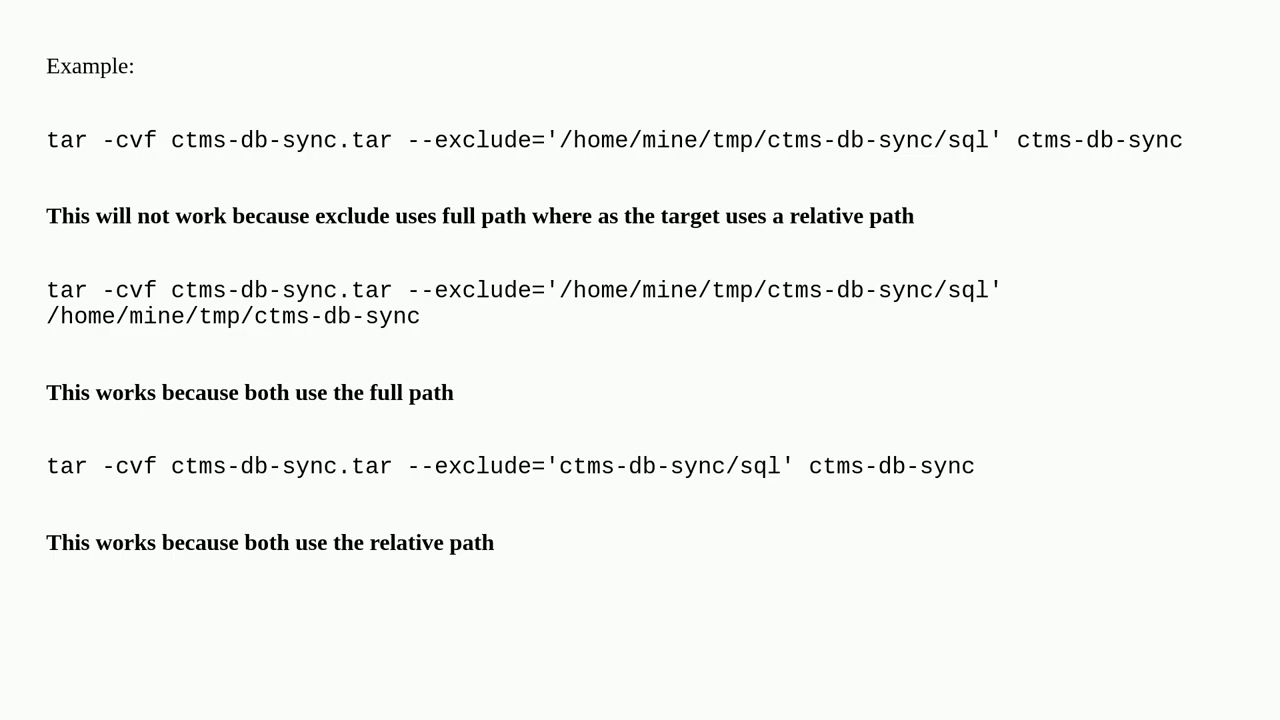 Example:
tar -cvf ctms-db-sync.tar --exclude='/home/mine/tmp/ctms-db-sync/sql' ctms-db-sync
This will not work because exclude uses full path where as the target uses a relative path
tar -cvf ctms-db-sync.tar --exclude='/home/mine/tmp/ctms-db-sync/sql'
/home/mine/tmp/ctms-db-sync
This works because both use the full path
tar -cvf ctms-db-sync.tar --exclude='ctms-db-sync/sql' ctms-db-sync
This works because both use the relative path